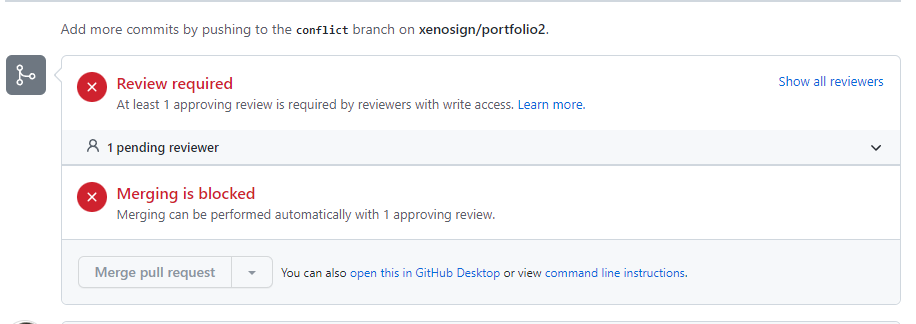 Add more commits by pushing to the conflict branch on xenosign/portfolio2.
Review required
Show all reviewers
At least 1 approving review is required by reviewers with write access. Learn more.
1 pending reviewer
Merging is blocked
Merging can be performed automatically with 1 approving review.
Merge pull request
You can also open this in GitHub Desktop or view command line instructions.